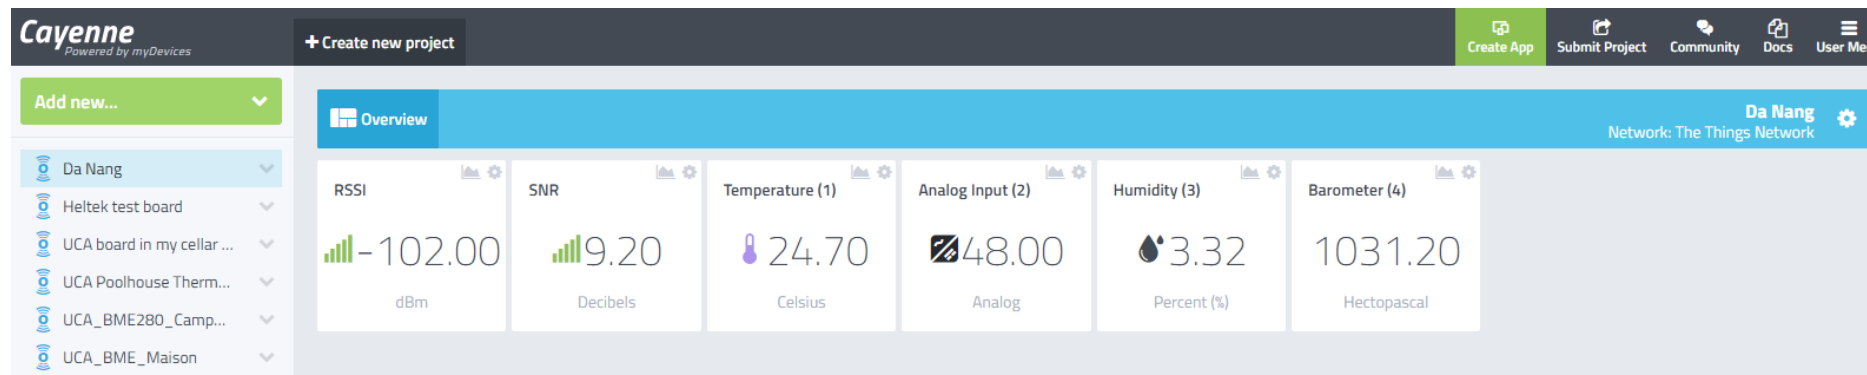 Cayenne
Powered by myDevices
+ Create new project
Create App
Submit Project
Community
Docs
User Me
Add new...
Da Nang
Heltek test board
UCA board in my cellar ...
UCA Poolhouse Therm...
UCA_BME280_Camp...
UCA_BME_Maison
Overview
Da Nang
Network: The Things Network
RSSI
-102.00
dBm
SNR
9.20
Decibels
Temperature (1)
24.70
Celsius
Analog Input (2)
48.00
Analog
Humidity (3)
3.32
Percent (%)
Barometer (4)
1031.20
Hectopascal